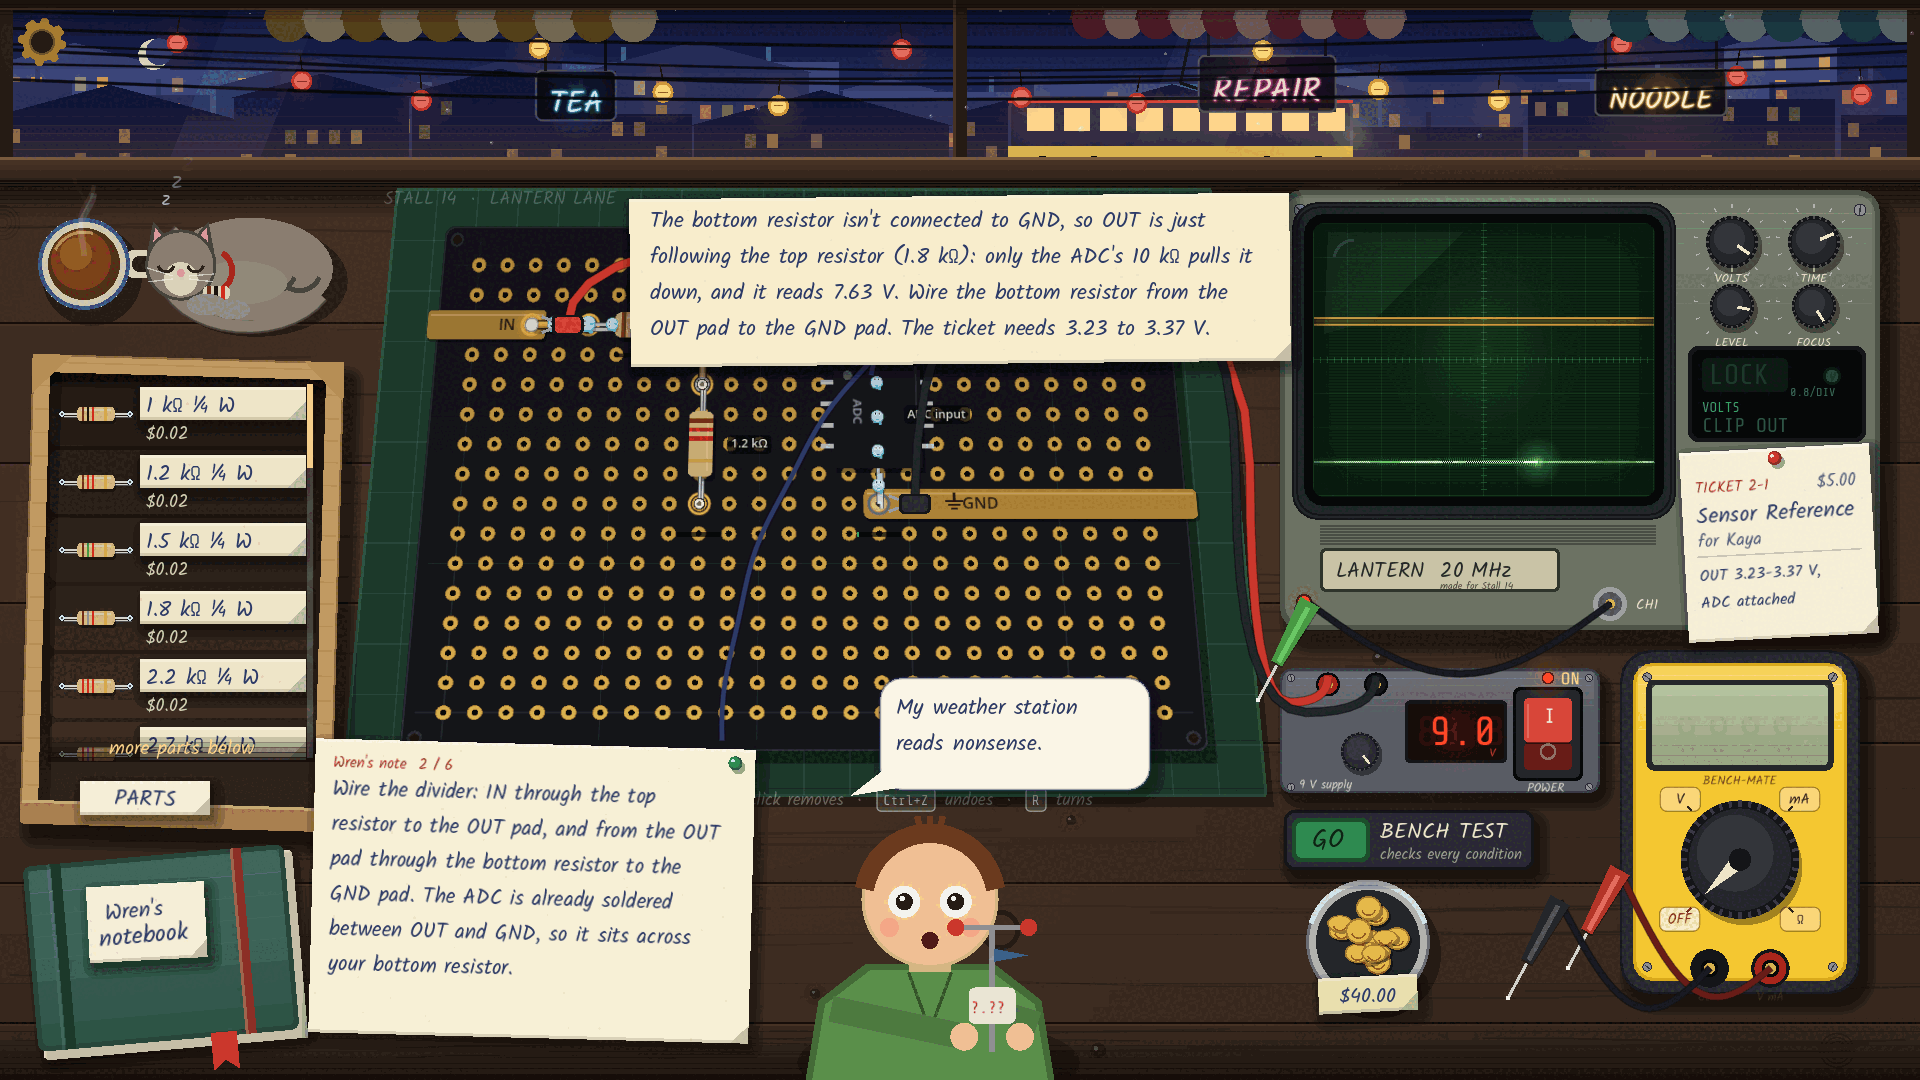 TEA
REPAIR
NOODLE
z
z
STALL 14 · LANTERN LANE
The bottom resistor isn't connected to GND, so OUT is just
following the top resistor (1.8 kΩ): only the ADC's 10 kΩ pulls it
down, and it reads 7.63 V. Wire the bottom resistor from the
OUT pad to the GND pad. The ticket needs 3.23 to 3.37 V.
IN
ADC
ADC input
1.2 kΩ
GND
1 kΩ ¼ W
$0.02
1.2 kΩ ¼ W
$0.02
1.5 kΩ ¼ W
$0.02
1.8 kΩ ¼ W
$0.02
2.2 kΩ ¼ W
$0.02
more parts below
PARTS
Wren's
notebook
Wren's note 2 / 6
Wire the divider: IN through the top
resistor to the OUT pad, and from the OUT
pad through the bottom resistor to the
GND pad. The ADC is already soldered
between OUT and GND, so it sits across
your bottom resistor.
My weather station
reads nonsense.
click removes · Ctrl+Z undoes · R turns
?.??
VOLTS
TIME
LEVEL
FOCUS
LOCK
0.8/DIV
VOLTS
CLIP OUT
LANTERN 20 MHz
made for Stall 14
CH1
TICKET 2-1 $5.00
Sensor Reference
for Kaya
OUT 3.23-3.37 V,
ADC attached
ON
9.0
V
I
9 V supply
POWER
GO
BENCH TEST
checks every condition
$40.00
BENCH-MATE
V
mA
OFF
Ω